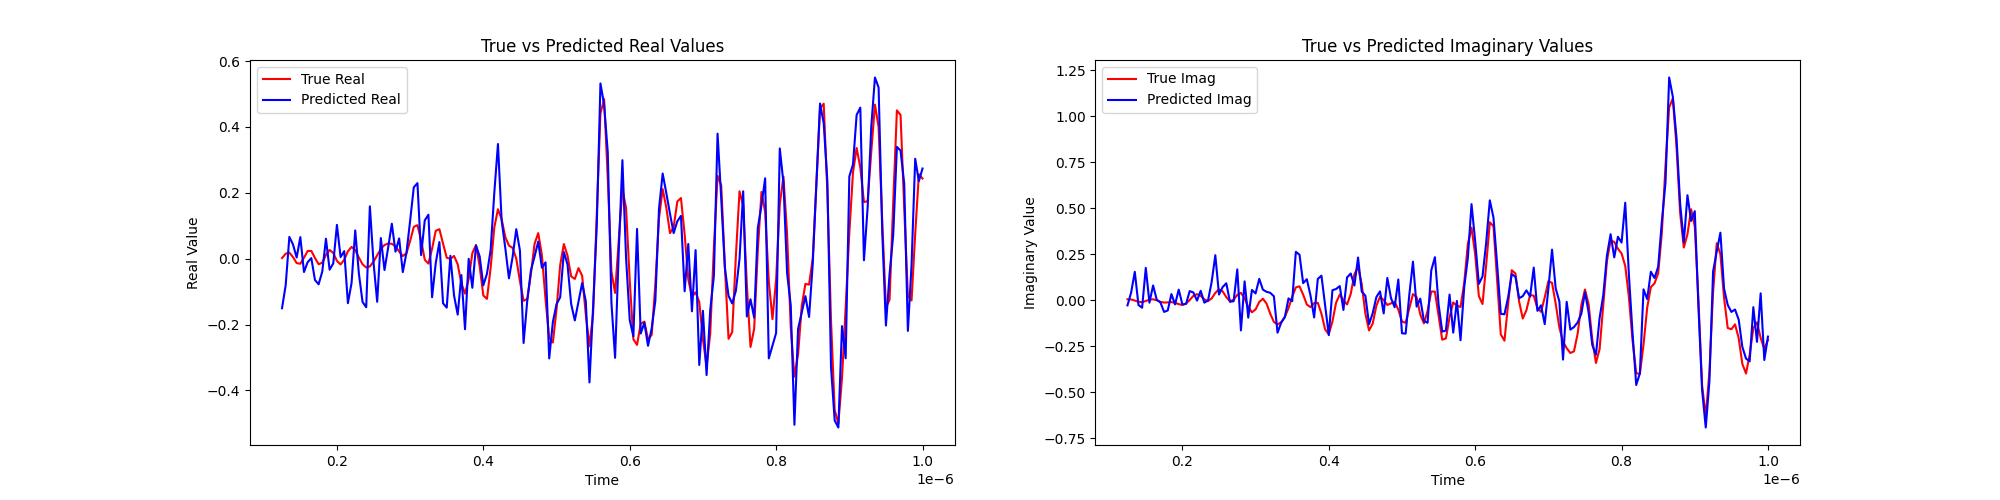 True vs Predicted Real Values
True Real
Predicted Real
Real Value
0.6
0.4
0.2
0.0
−0.2
−0.4
0.2 0.4 0.6 0.8 1.0
1e−6
Time
True vs Predicted Imaginary Values
True Imag
Predicted Imag
Imaginary Value
1.25
1.00
0.75
0.50
0.25
0.00
−0.25
−0.50
−0.75
0.2 0.4 0.6 0.8 1.0
1e−6
Time